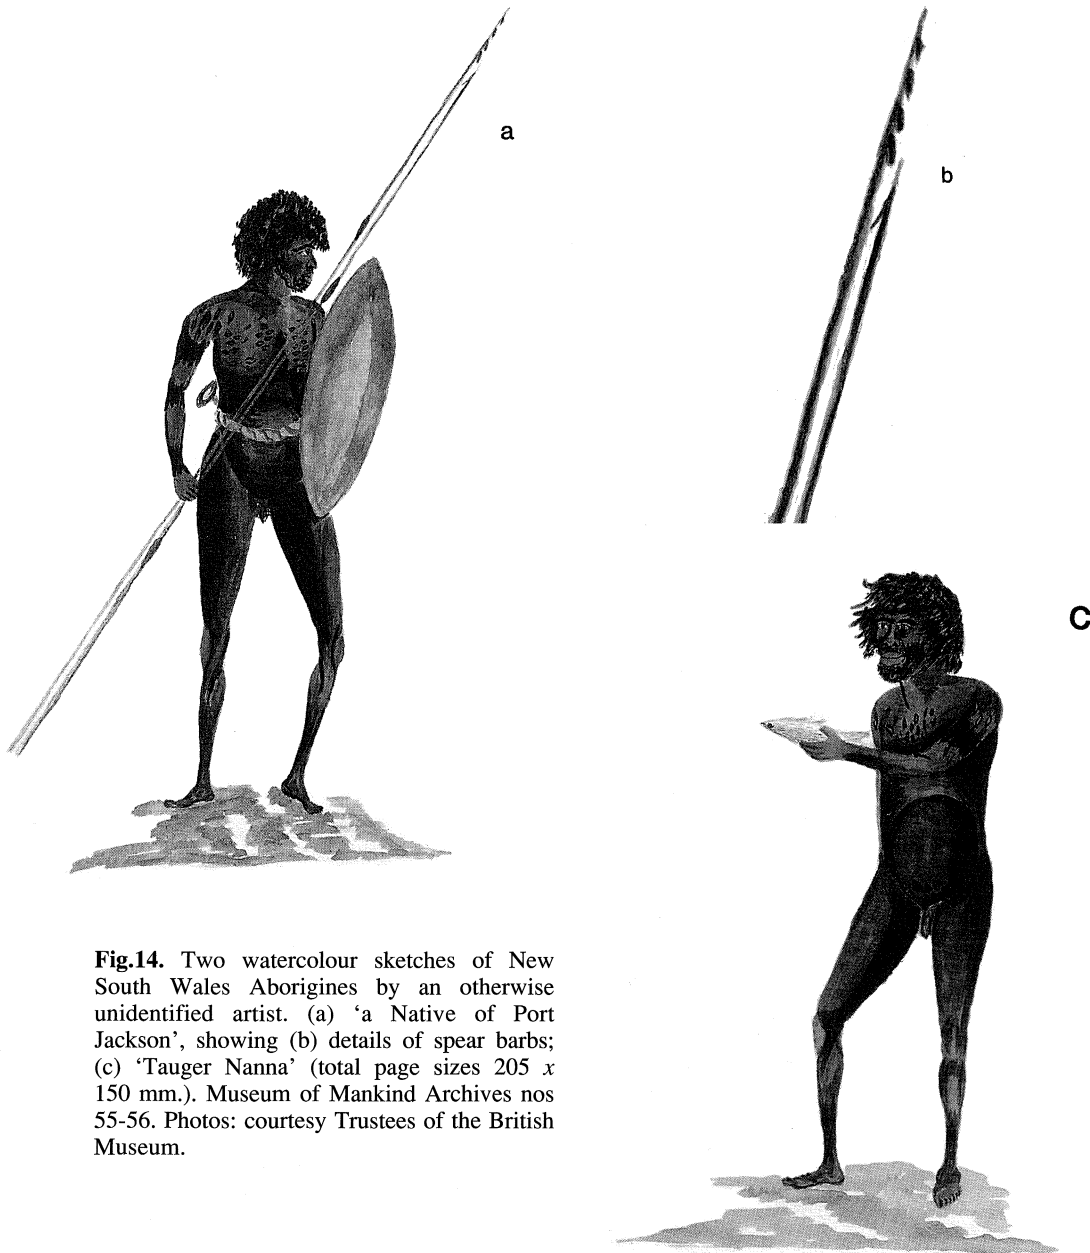 a
b
c
Fig.14. Two watercolour sketches of New
South Wales Aborigines by an otherwise
unidentified artist. (a) ‘a Native of Port
Jackson’, showing (b) details of spear barbs;
(c) ‘Tauger Nanna’ (total page sizes 205 x
150 mm.). Museum of Mankind Archives nos
55-56. Photos: courtesy Trustees of the British
Museum.